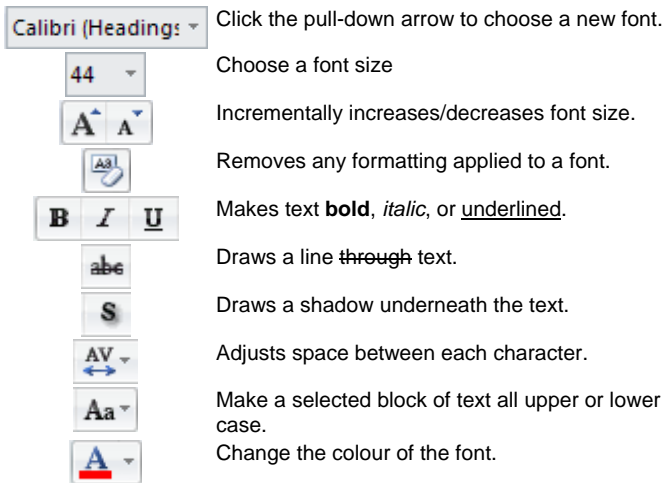 Calibri (Headings Click the pull-down arrow to choose a new font.
44 Choose a font size
A A Incrementally increases/decreases font size.
Removes any formatting applied to a font.
B I U Makes text bold, italic, or underlined.
abc Draws a line through text.
S Draws a shadow underneath the text.
AV Adjusts space between each character.
Aa Make a selected block of text all upper or lower
case.
A Change the colour of the font.